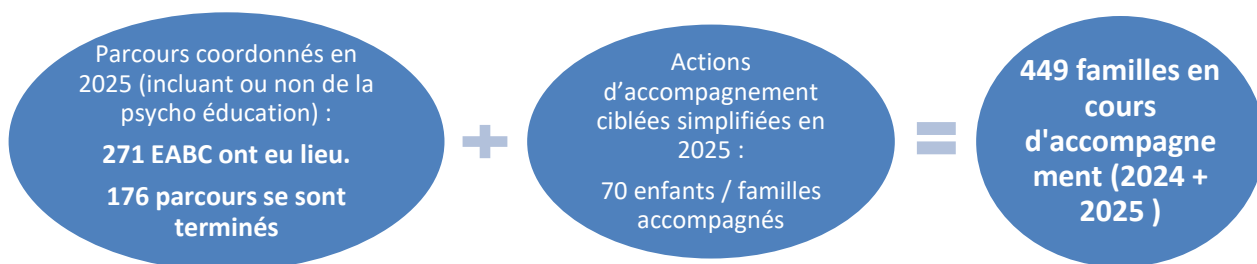 Parcours coordonnés en
2025 (incluant ou non de la
psycho éducation) :
271 EABC ont eu lieu.
176 parcours se sont
terminés
+
Actions
d'accompagnement
ciblées simplifiées en
2025 :
70 enfants / familles
accompagnés
=
449 familles en
cours
d'accompagne
ment (2024 +
2025 )